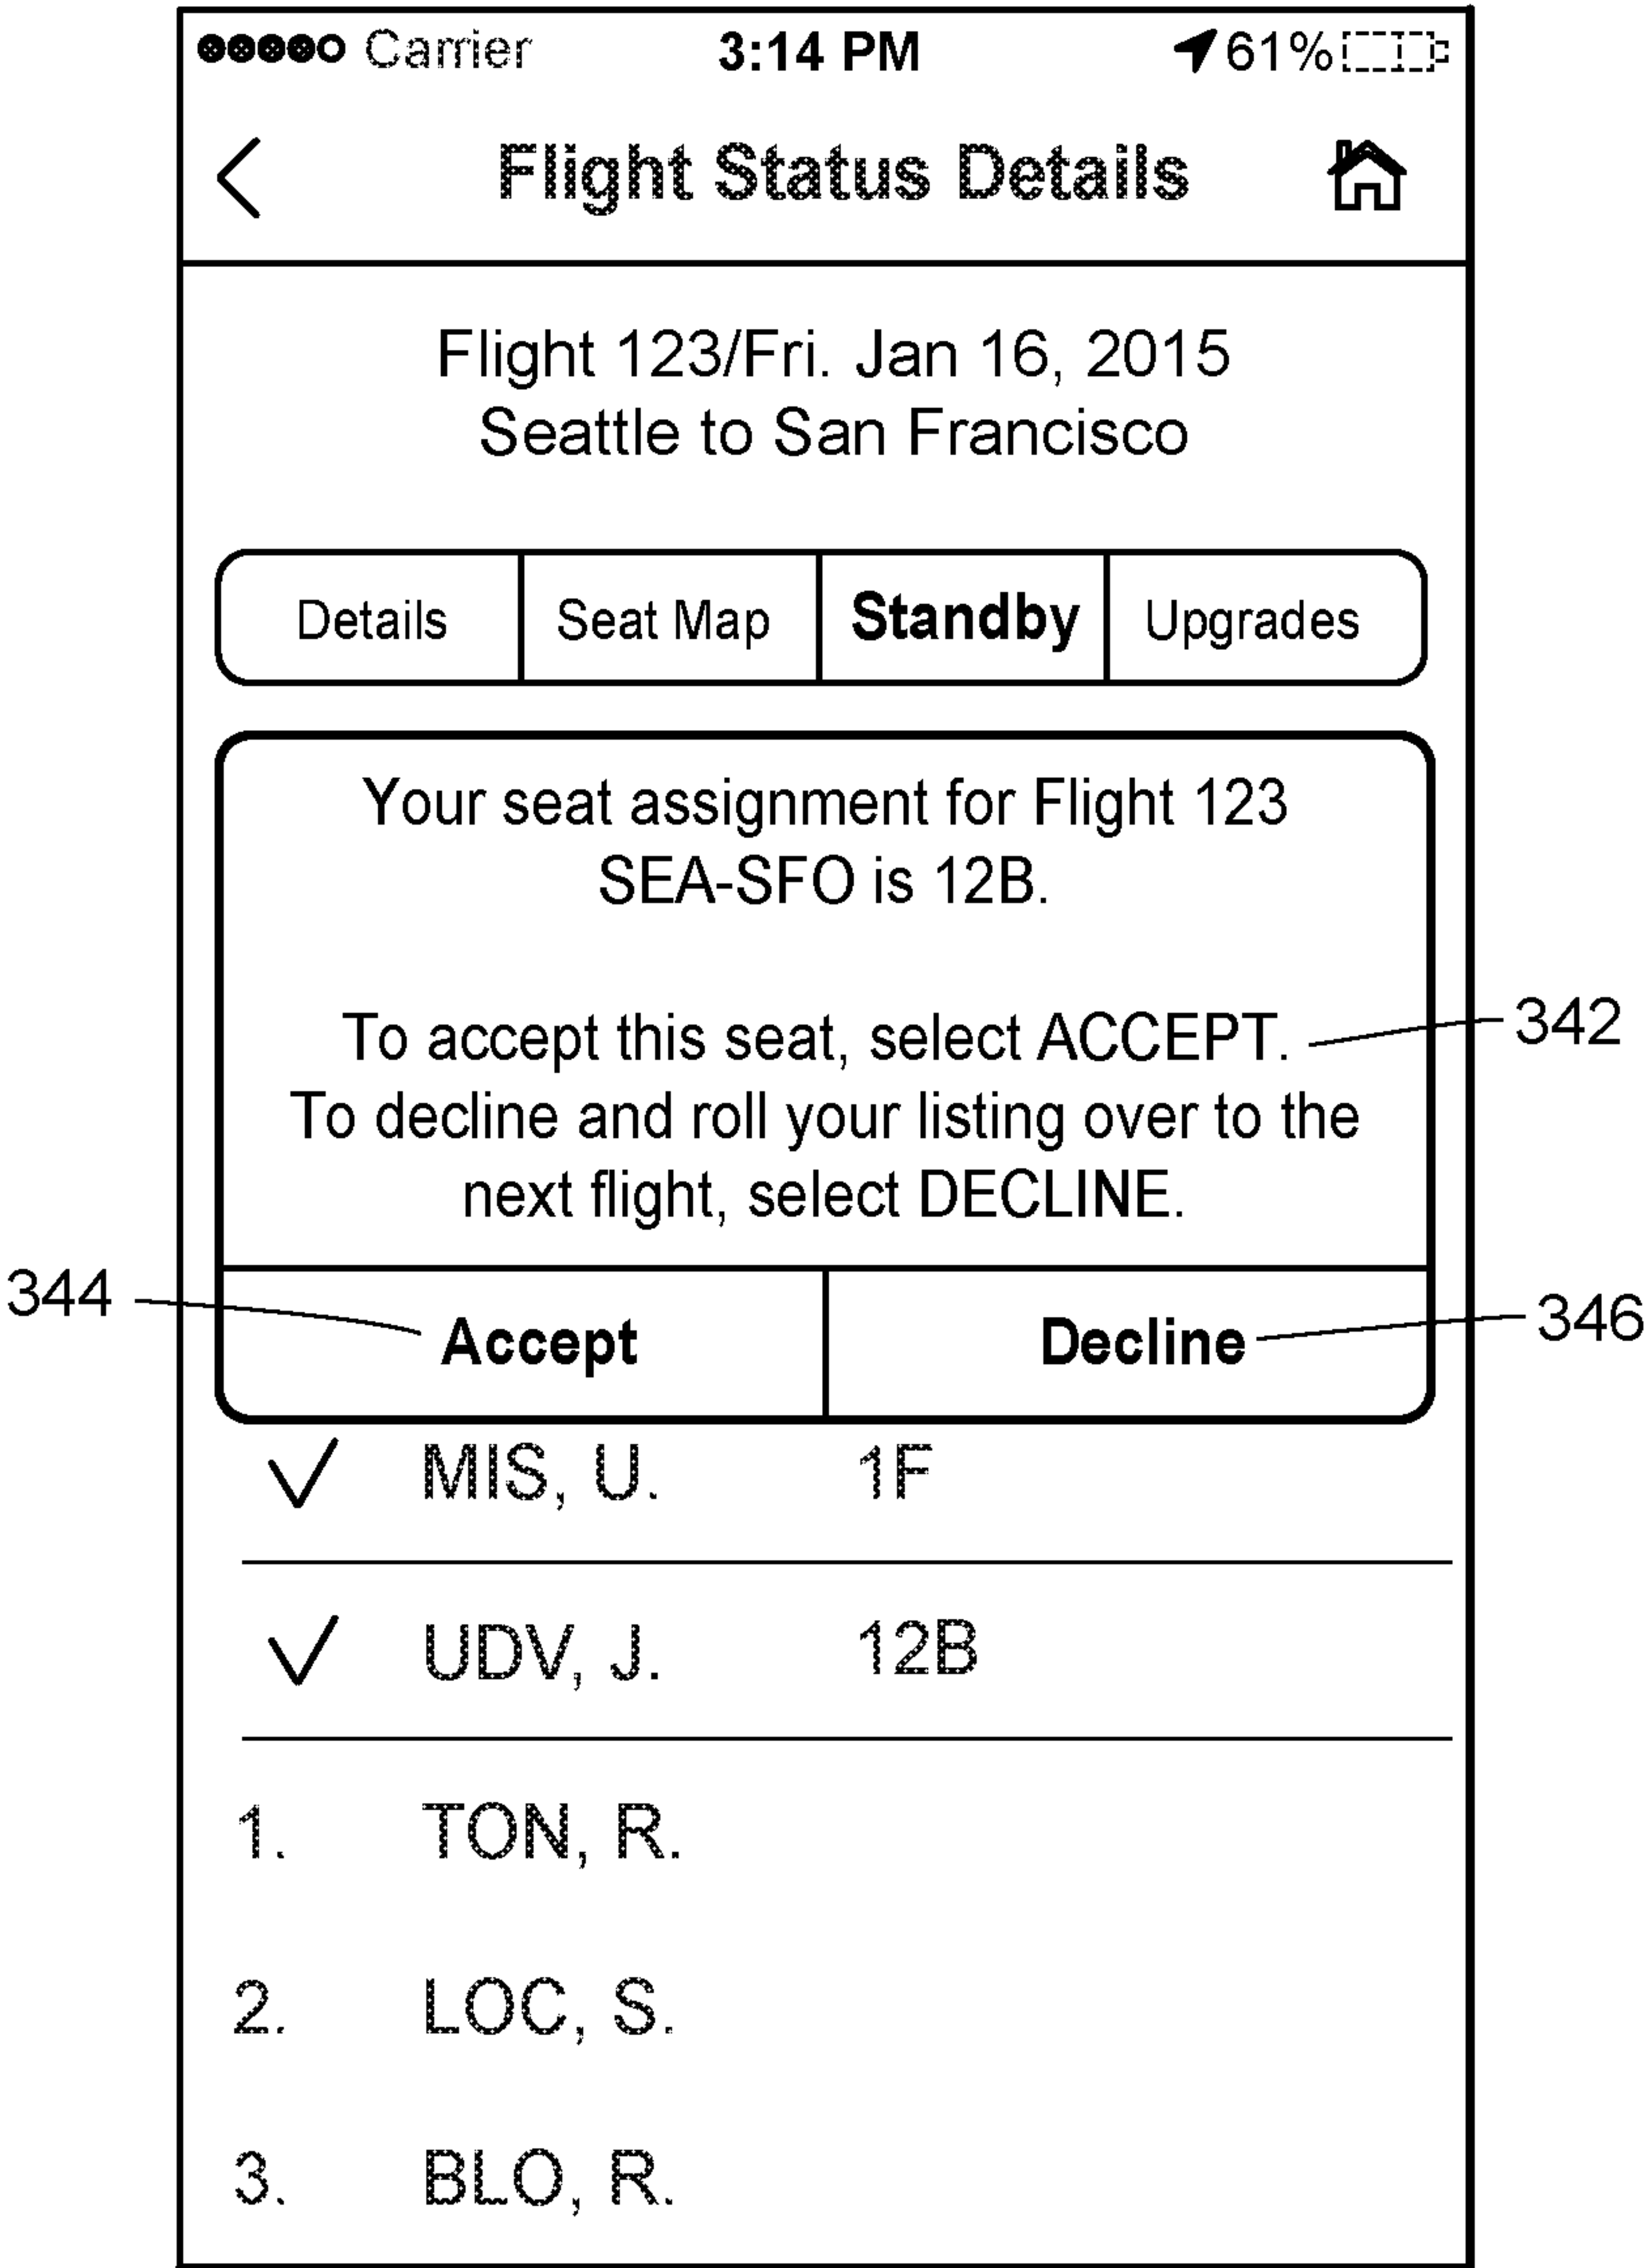 Carrier 3:14 PM 61%
Flight Status Details
Flight 123/Fri. Jan 16, 2015
Seattle to San Francisco
Details Seat Map Standby Upgrades
Your seat assignment for Flight 123
SEA-SFO is 12B.
To accept this seat, select ACCEPT.
342
To decline and roll your listing over to the
next flight, select DECLINE.
344
Accept Decline
346
MIS, U. 1F
UDV, J. 12B
1. TON, R.
2. LOC, S.
3. BLO, R.